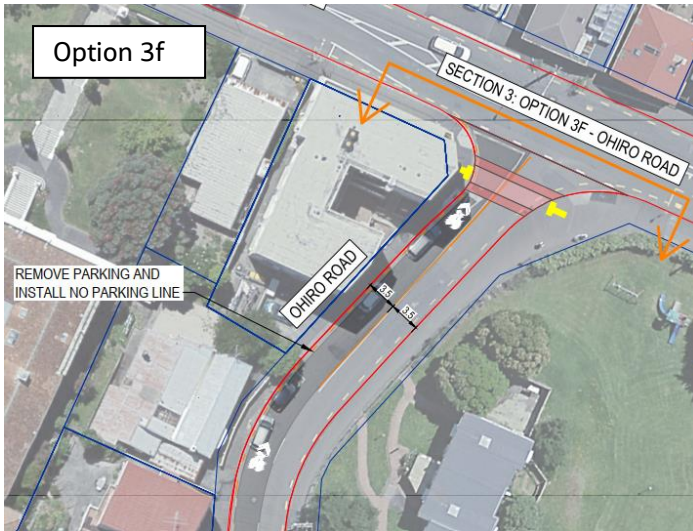 Option 3f
SECTION 3: OPTION 3F - OHIRO ROAD
REMOVE PARKING AND
INSTALL NO PARKING LINE
OHIRO ROAD
3.5
3.5